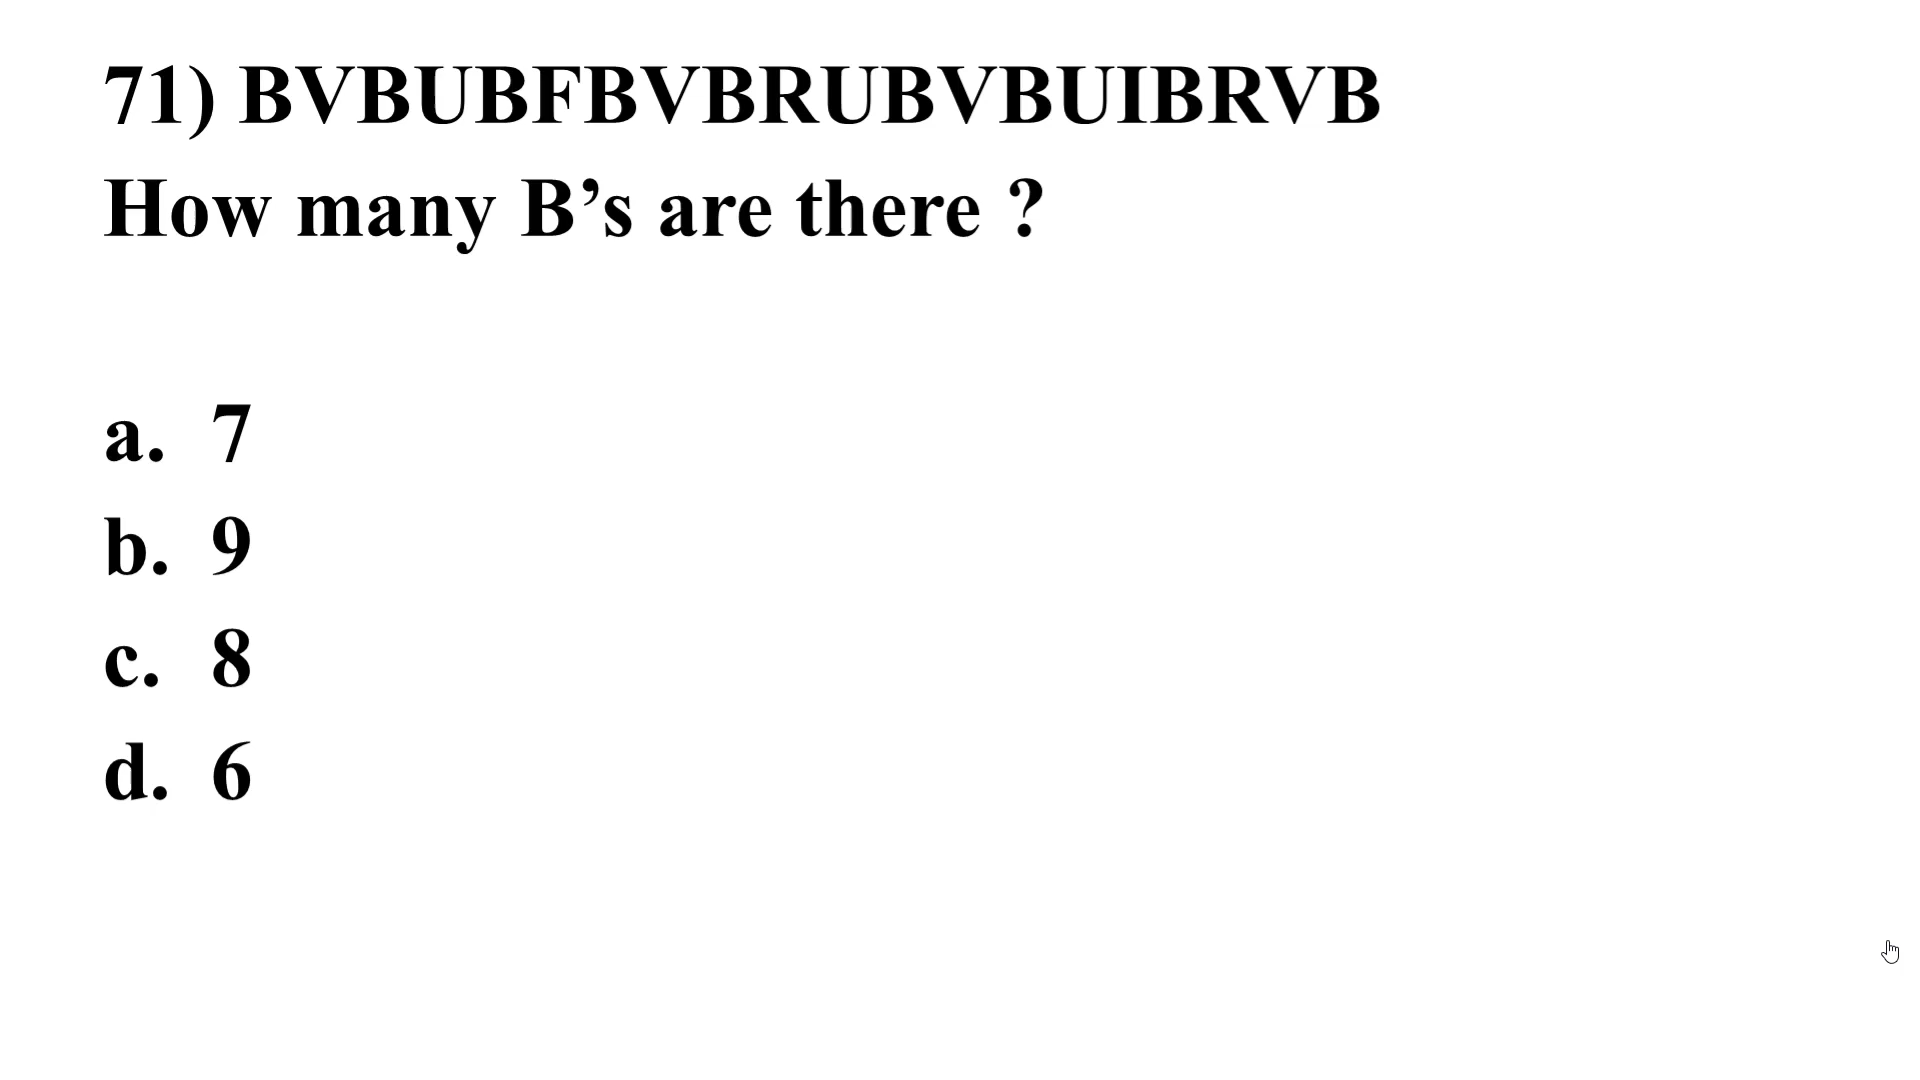 71) BVBUBFBVBRUBVBUIBRVB
How many B’s are there ?
a. 7
b. 9
c. 8
d. 6